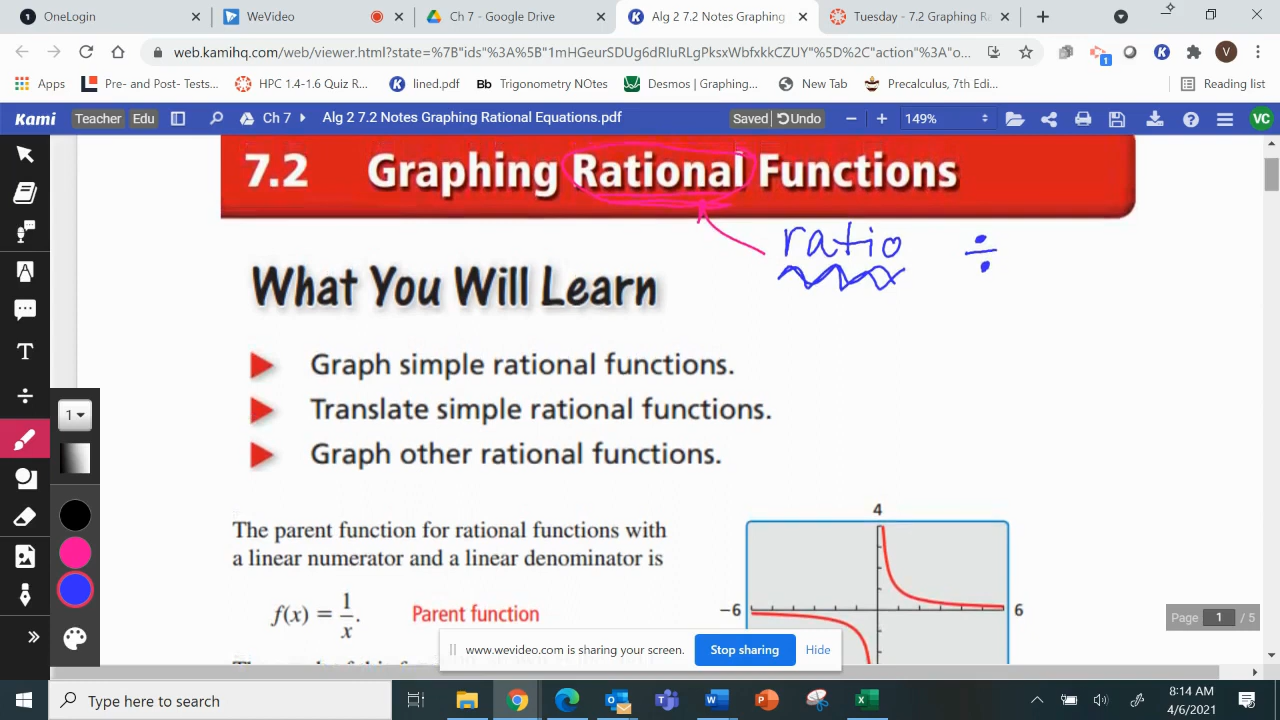 OneLogin WeVideo Ch 7 - Google Drive Alg 2 7.2 Notes Graphing Tuesday - 7.2 Graphing R
web.kamihq.com/web/viewer.html?state=%7B"ids"%3A%5B"1mHGeurSDUg6dRIuRLgPksxWbfxkkCZUY"%5D%2C"action"%3A"o... 1 V
Apps Pre- and Post- Tests... HPC 1.4-1.6 Quiz R... lined.pdf Bb Trigonometry NOtes Desmos | Graphing... New Tab Precalculus, 7th Edi... Reading list
Kami Teacher Edu Ch 7 Alg 2 7.2 Notes Graphing Rational Equations.pdf Saved Undo 149% VC
7.2 Graphing Rational Functions
ratio ÷
What You Will Learn
Graph simple rational functions.
Translate simple rational functions.
Graph other rational functions.
The parent function for rational functions with
a linear numerator and a linear denominator is
f(x) = 1/x. Parent function
4
−6 6
T
1
Page 1 / 5
www.wevideo.com is sharing your screen. Stop sharing Hide
Type here to search
8:14 AM
4/6/2021